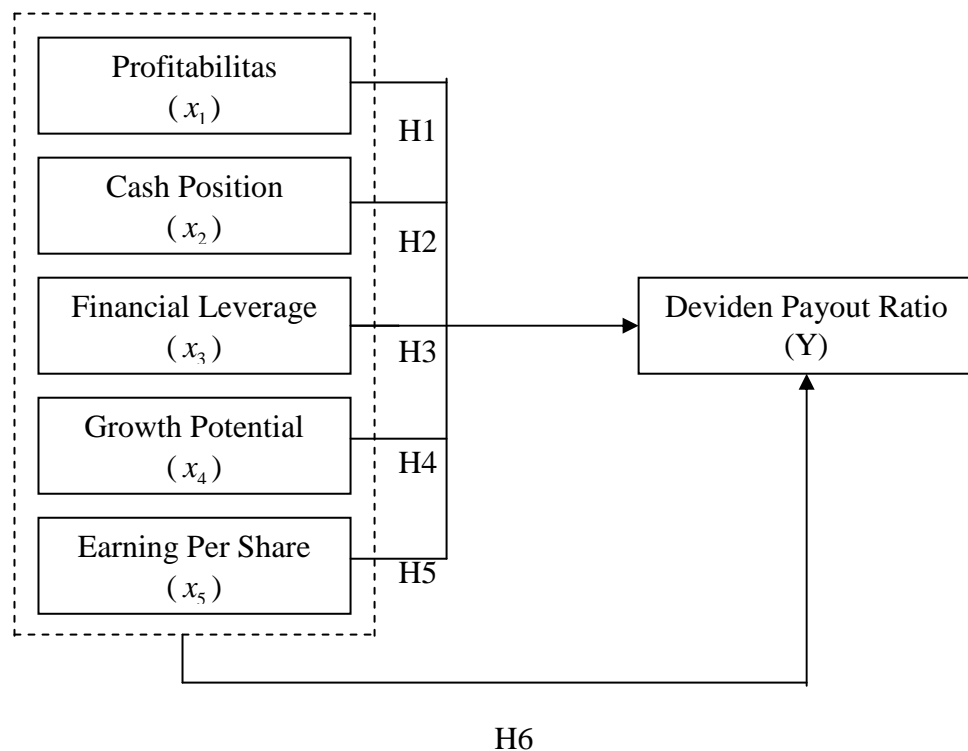 Profitabilitas
(x₁)
H1
Cash Position
(x₂)
H2
Financial Leverage
(x₃)
H3
Deviden Payout Ratio
(Y)
Growth Potential
(x₄)
H4
Earning Per Share
(x₅)
H5
H6